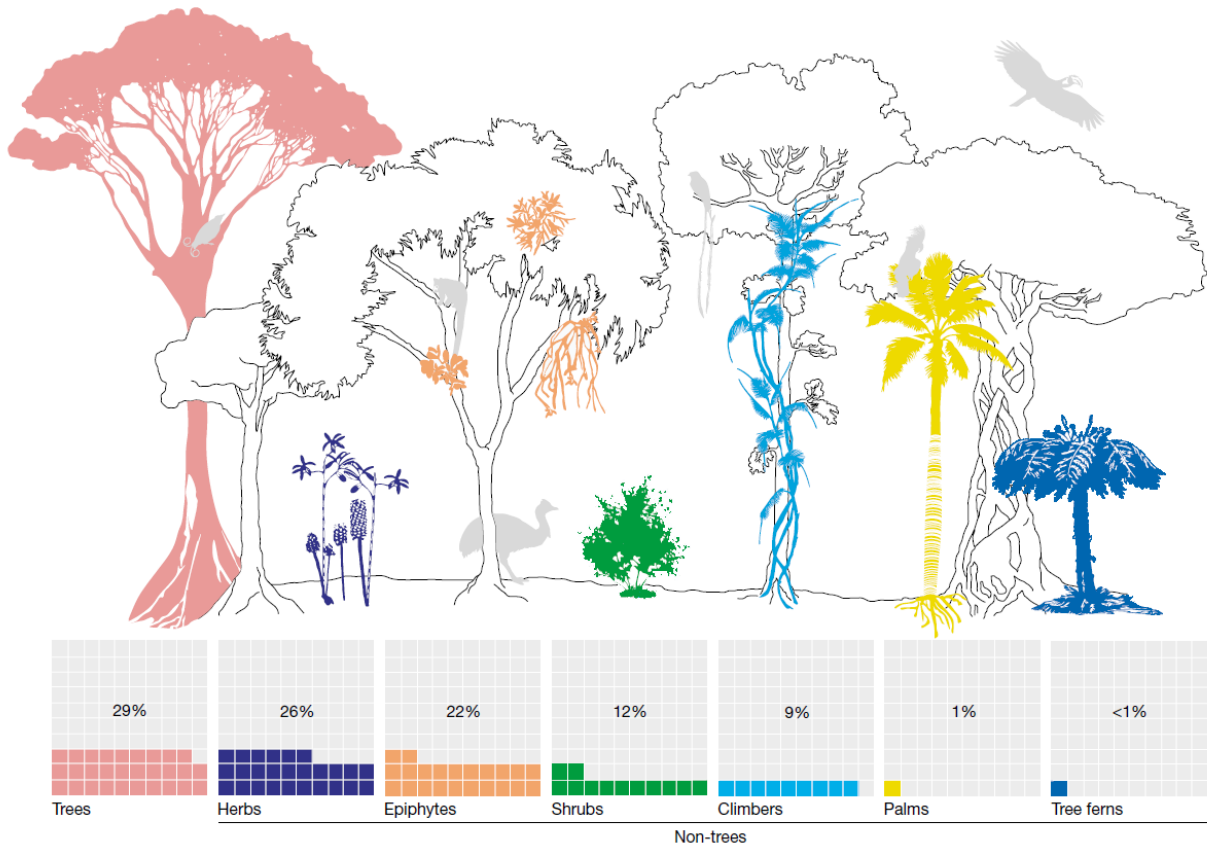 29% 26% 22% 12% 9% 1% <1%
Trees Herbs Epiphytes Shrubs Climbers Palms Tree ferns
Non-trees